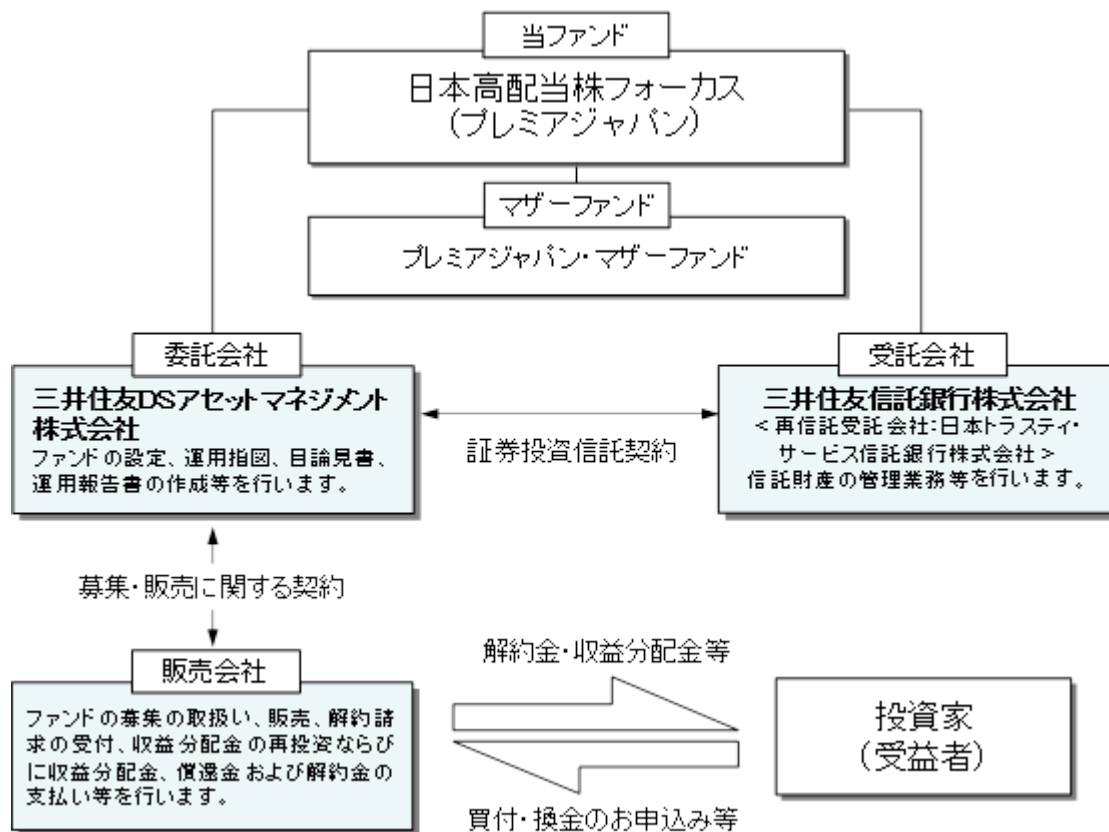 当ファンド
日本高配当株フォーカス
(プレミアジャパン)
マザーファンド
プレミアジャパン・マザーファンド
委託会社
三井住友DSアセットマネジメント
株式会社
ファンドの設定、運用指図、目論見書、
運用報告書の作成等を行います。
証券投資信託契約
受託会社
三井住友信託銀行株式会社
<再信託受託会社:日本トラスティ・
サービス信託銀行株式会社>
信託財産の管理業務等を行います。
募集・販売に関する契約
販売会社
ファンドの募集の取扱い、販売、解約請
求の受付、収益分配金の再投資ならび
に収益分配金、償還金および解約金の
支払い等を行います。
解約金・収益分配金等
買付・換金のお申込み等
投資家
(受益者)